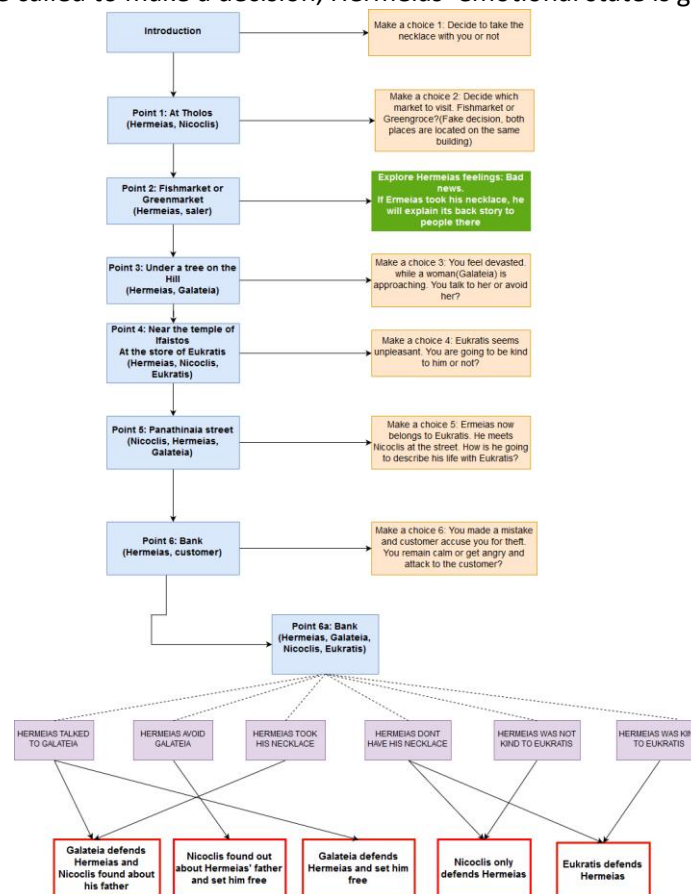 called to make a decision, Hermeias' emotional state is g
Introduction
Make a choice 1: Decide to take the
necklace with you or not
Point 1: At Tholos
(Hermeias, Nicoclis)
Make a choice 2: Decide which
market to visit. Fishmarket or
Greengroce?(Fake decision, both
places are located on the same
building)
Point 2: Fishmarket or
Greenmarket
(Hermeias, saler)
Explore Hermeias feelings: Bad
news.
If Ermeias took his necklace, he
will explain its back story to
people there
Point 3: Under a tree on the
Hill
(Hermeias, Galateia)
Make a choice 3: You feel devasted.
while a woman(Galateia) is
approaching. You talk to her or avoid
her?
Point 4: Near the temple of
Ifaistos
At the store of Eukratis
(Hermeias, Nicoclis,
Eukratis)
Make a choice 4: Eukratis seems
unpleasant. You are going to be kind
to him or not?
Point 5: Panathinaia street
(Nicoclis, Hermeias,
Galateia)
Make a choice 5: Ermeias now
belongs to Eukratis. He meets
Nicoclis at the street. How is he going
to describe his life with Eukratis?
Point 6: Bank
(Hermeias, customer)
Make a choice 6: You made a mistake
and customer accuse you for theft.
You remain calm or get angry and
attack to the customer?
Point 6a: Bank
(Hermeias, Galateia,
Nicoclis, Eukratis)
HERMEIAS TALKED
TO GALATEIA
HERMEIAS AVOID
GALATEIA
HERMEIAS TOOK
HIS NECKLACE
HERMEIAS DONT
HAVE HIS NECKLACE
HERMEIAS WAS NOT
KIND TO EUKRATIS
HERMEIAS WAS KIN
TO EUKRATIS
Galateia defends
Hermeias and
Nicoclis found about
his father
Nicoclis found out
about Hermeias' father
and set him free
Galateia defends
Hermeias and set him
free
Nicoclis only
defends Hermeias
Eukratis defends
Hermeias